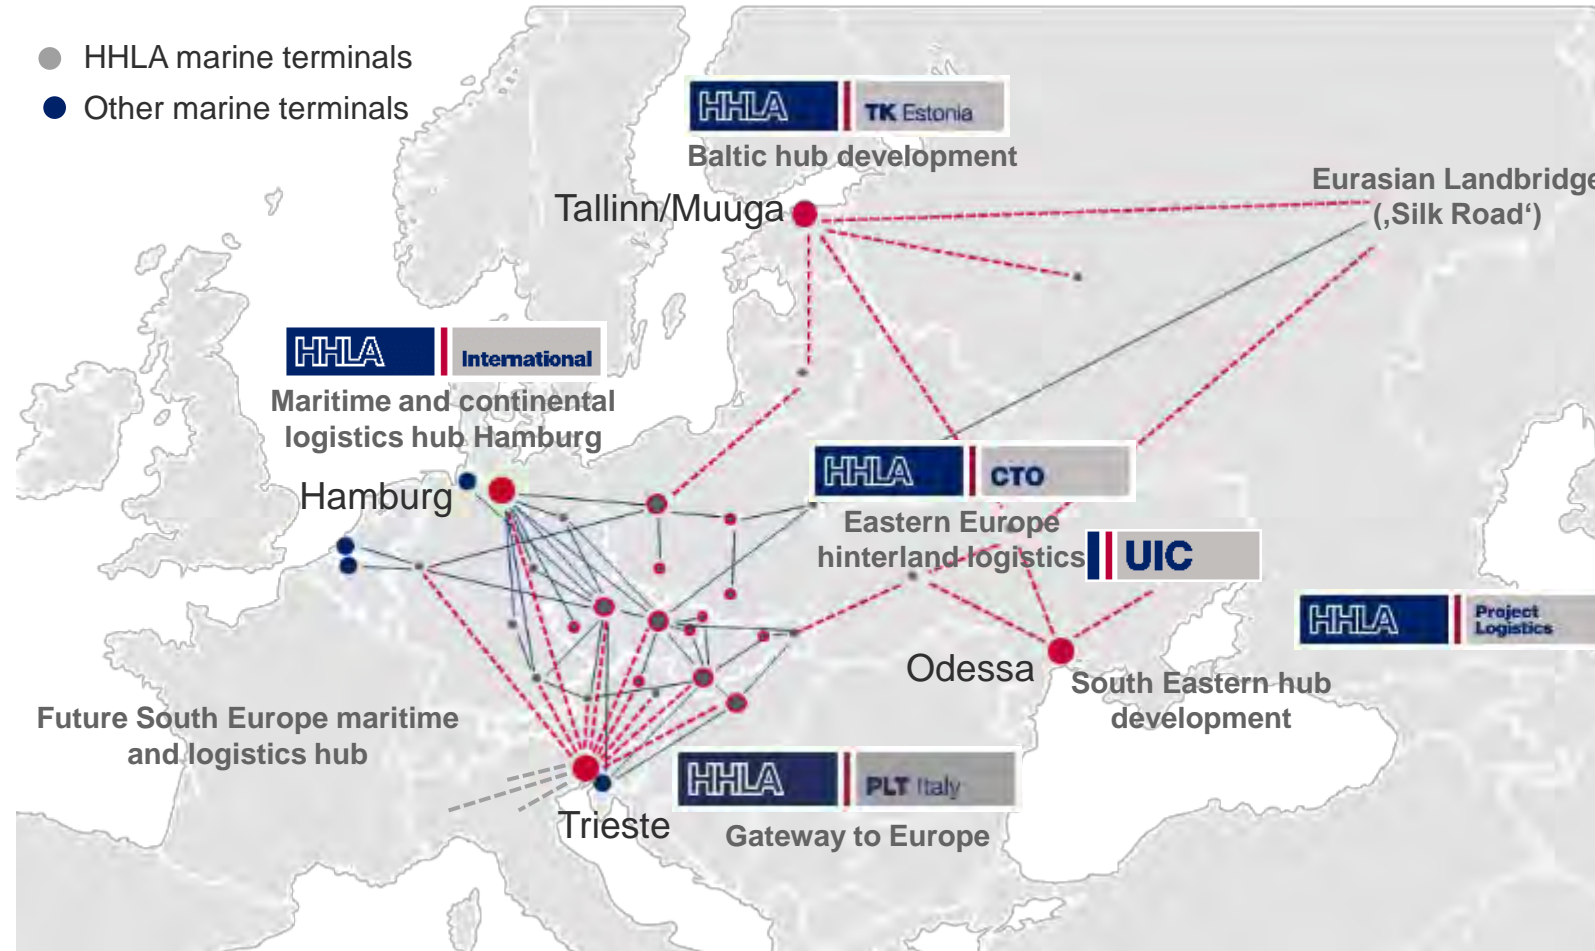 HHLA marine terminals
Other marine terminals
HHLA TK Estonia
Baltic hub development
Tallinn/Muuga
Eurasian Landbridge
(‚Silk Road‘)
HHLA International
Maritime and continental
logistics hub Hamburg
Hamburg
HHLA CTO
Eastern Europe
hinterland logistics
UIC
HHLA Project
Logistics
Odessa
South Eastern hub
development
Future South Europe maritime
and logistics hub
HHLA PLT Italy
Trieste
Gateway to Europe